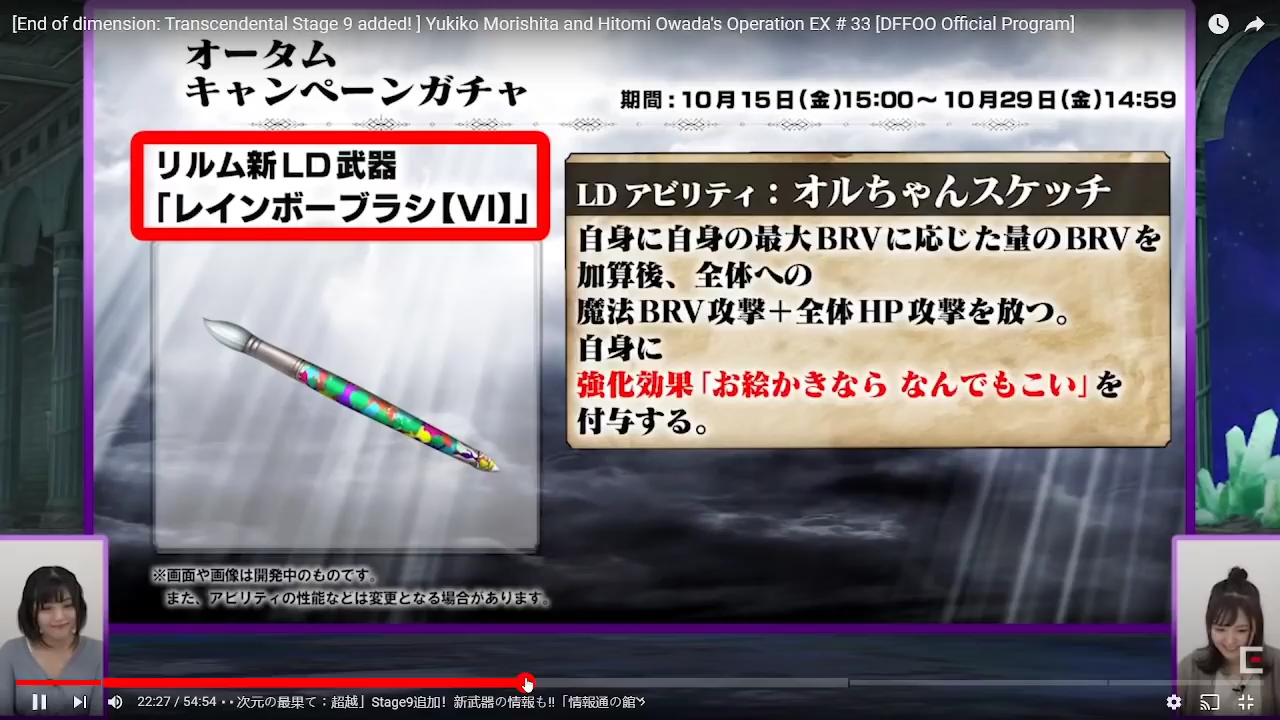 [End of dimension: Transcendental Stage 9 added! ] Yukiko Morishita and Hitomi Owada's Operation EX # 33 [DFFOO Official Program]
オータム
キャンペーンガチャ
期間：10月15日(金)15:00～10月29日(金)14:59
リルム新LD武器
「レインボーブラシ【VI】」
LD アビリティ：オルちゃんスケッチ
自身に自身の最大BRVに応じた量のBRVを
加算後、全体への
魔法BRV攻撃＋全体HP攻撃を放つ。
自身に
強化効果「お絵かきなら なんでもこい」を
付与する。
※画面や画像は開発中のものです。
また、アビリティの性能などは変更となる場合があります。
22:27 / 54:54 • • 次元の最果て：超越」Stage9追加！新武器の情報も!!「情報通の館